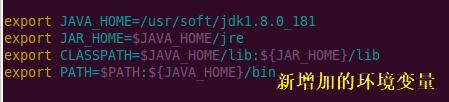 export JAVA_HOME=/usr/soft/jdk1.8.0_181
export JAR_HOME=$JAVA_HOME/jre
export CLASSPATH=$JAVA_HOME/lib:${JAR_HOME}/lib
export PATH=$PATH:${JAVA_HOME}/bin
新增加的环境变量